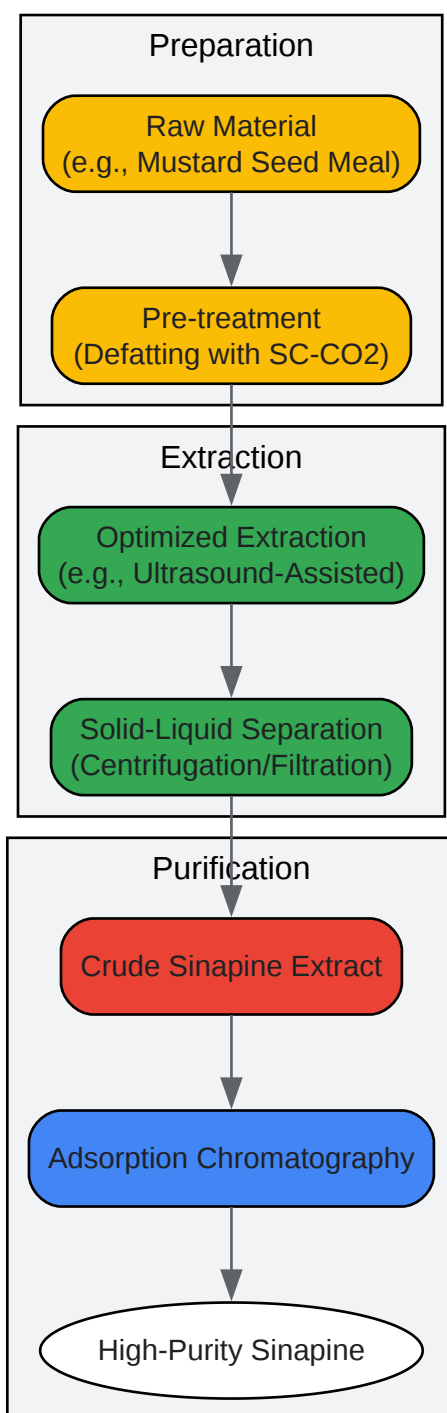 Preparation
Raw Material
(e.g., Mustard Seed Meal)
Pre-treatment
(Defatting with SC-CO2)
Extraction
Optimized Extraction
(e.g., Ultrasound-Assisted)
Solid-Liquid Separation
(Centrifugation/Filtration)
Purification
Crude Sinapine Extract
Adsorption Chromatography
High-Purity Sinapine